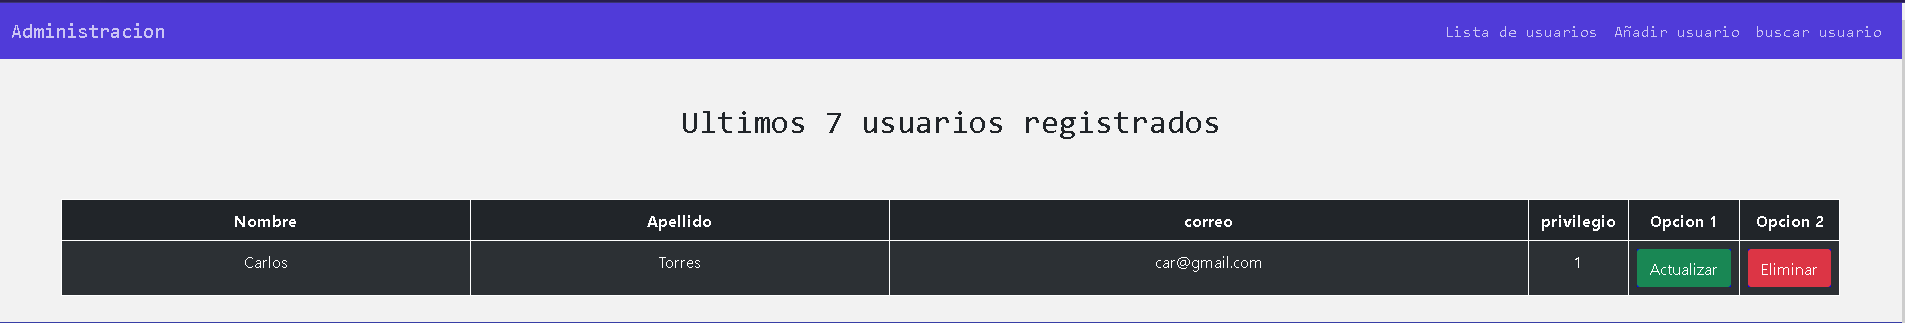 Administracion
Lista de usuarios Añadir usuario buscar usuario
Ultimos 7 usuarios registrados
Nombre Apellido correo privilegio Opcion 1 Opcion 2
Carlos Torres car@gmail.com 1 Actualizar Eliminar